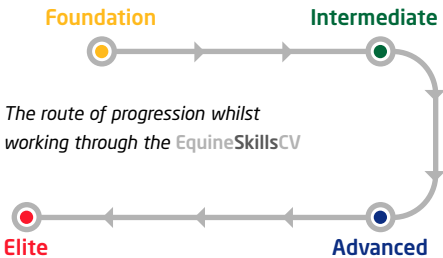 Foundation
Intermediate
The route of progression whilst
working through the EquineSkillsCV
Elite
Advanced